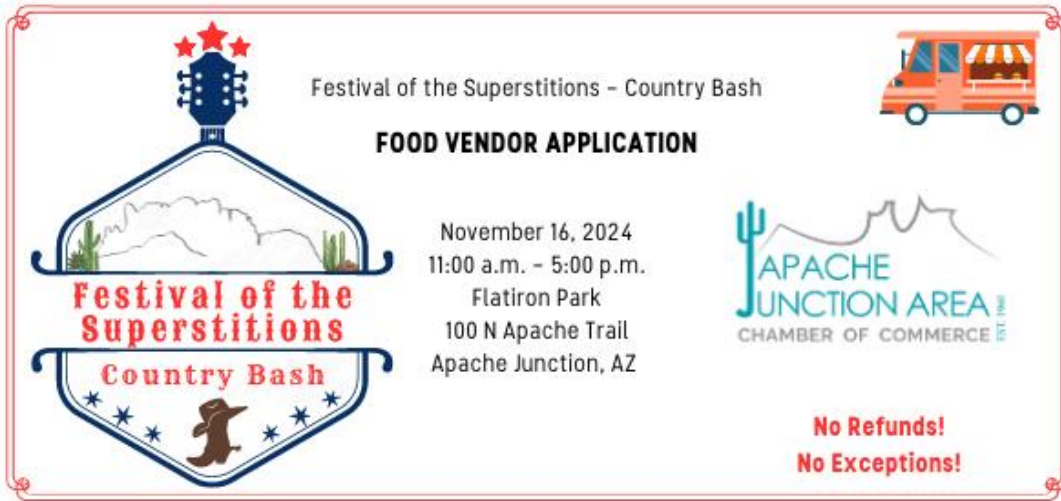 Festival of the Superstitions – Country Bash
FOOD VENDOR APPLICATION
Festival of the
Superstitions
Country Bash
November 16, 2024
11:00 a.m. – 5:00 p.m.
Flatiron Park
100 N Apache Trail
Apache Junction, AZ
APACHE
JUNCTION AREA
CHAMBER OF COMMERCE
EST. 1960
No Refunds!
No Exceptions!